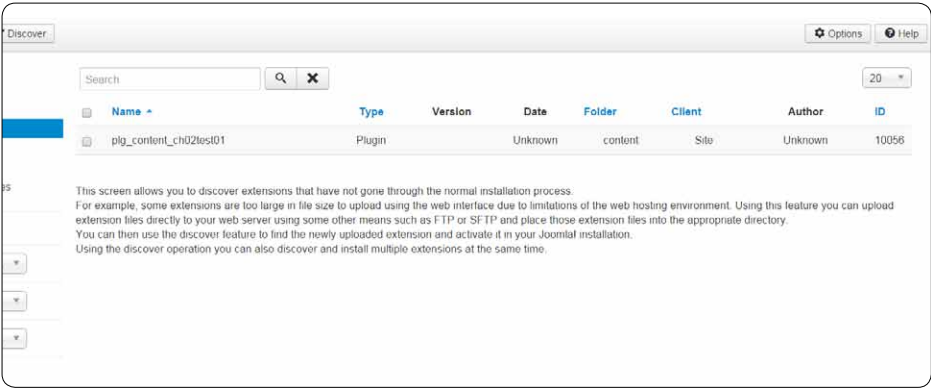 Discover
Options
Help
Search
20
Name Type Version Date Folder Client Author ID
plg_content_ch02test01 Plugin Unknown content Site Unknown 10056
es
This screen allows you to discover extensions that have not gone through the normal installation process.
For example, some extensions are too large in file size to upload using the web interface due to limitations of the web hosting environment. Using this feature you can upload
extension files directly to your web server using some other means such as FTP or SFTP and place those extension files into the appropriate directory.
You can then use the discover feature to find the newly uploaded extension and activate it in your Joomla! installation.
Using the discover operation you can also discover and install multiple extensions at the same time.